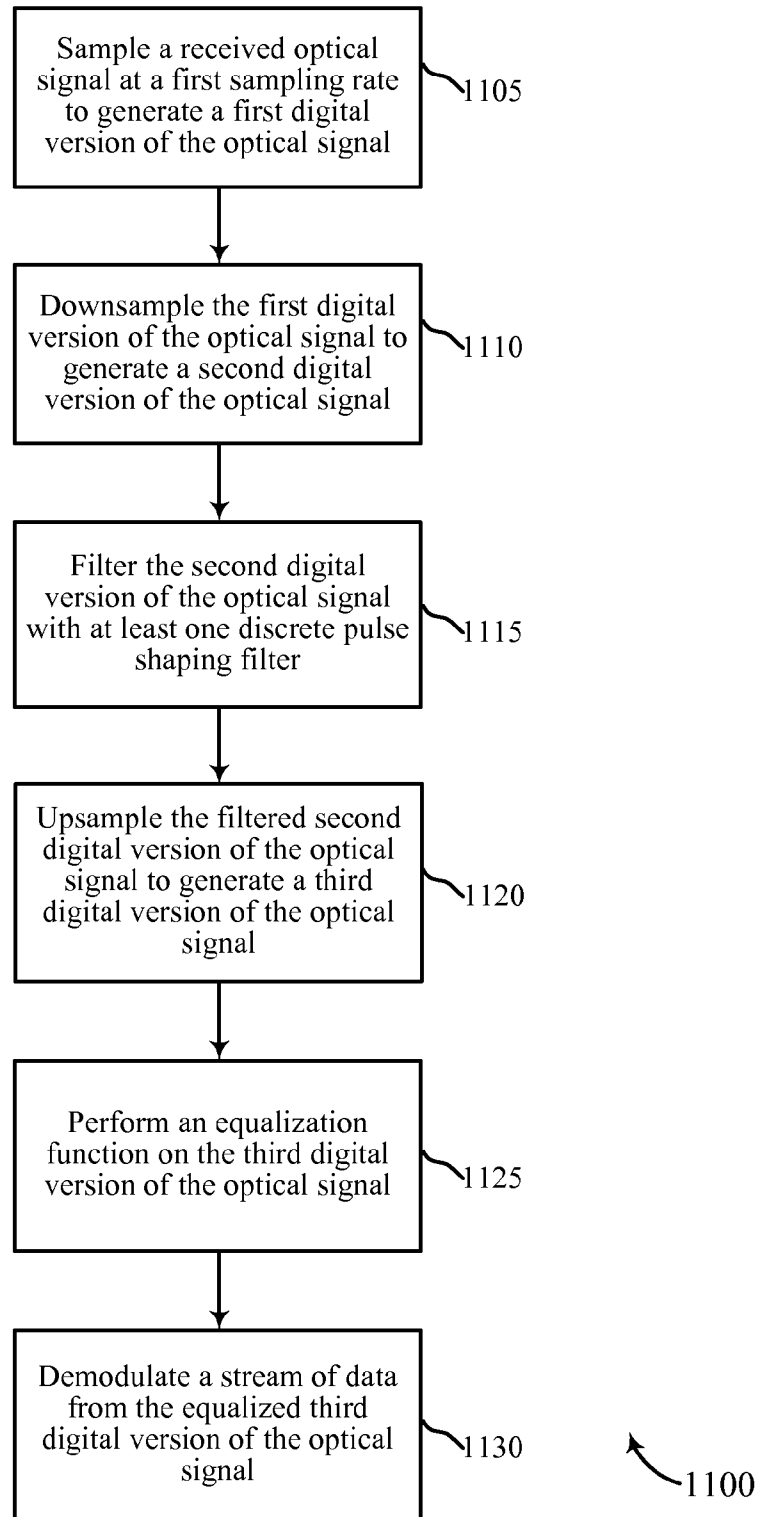 Sample a received optical
signal at a first sampling rate
to generate a first digital
version of the optical signal
1105
Downsample the first digital
version of the optical signal to
generate a second digital
version of the optical signal
1110
Filter the second digital
version of the optical signal
with at least one discrete pulse
shaping filter
1115
Upsample the filtered second
digital version of the optical
signal to generate a third
digital version of the optical
signal
1120
Perform an equalization
function on the third digital
version of the optical signal
1125
Demodulate a stream of data
from the equalized third
digital version of the optical
signal
1130
1100